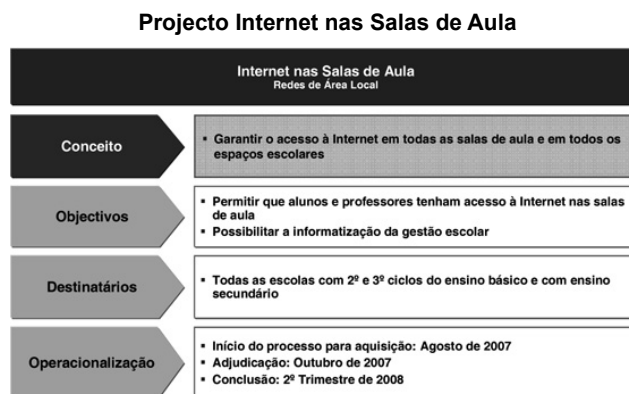 Projecto Internet nas Salas de Aula
Internet nas Salas de Aula
Redes de Área Local
Conceito
▪ Garantir o acesso à Internet em todas as salas de aula e em todos os
espaços escolares
Objectivos
▪ Permitir que alunos e professores tenham acesso à Internet nas salas
de aula
▪ Possibilitar a informatização da gestão escolar
Destinatários
▪ Todas as escolas com 2º e 3º ciclos do ensino básico e com ensino
secundário
Operacionalização
▪ Início do processo para aquisição: Agosto de 2007
▪ Adjudicação: Outubro de 2007
▪ Conclusão: 2º Trimestre de 2008